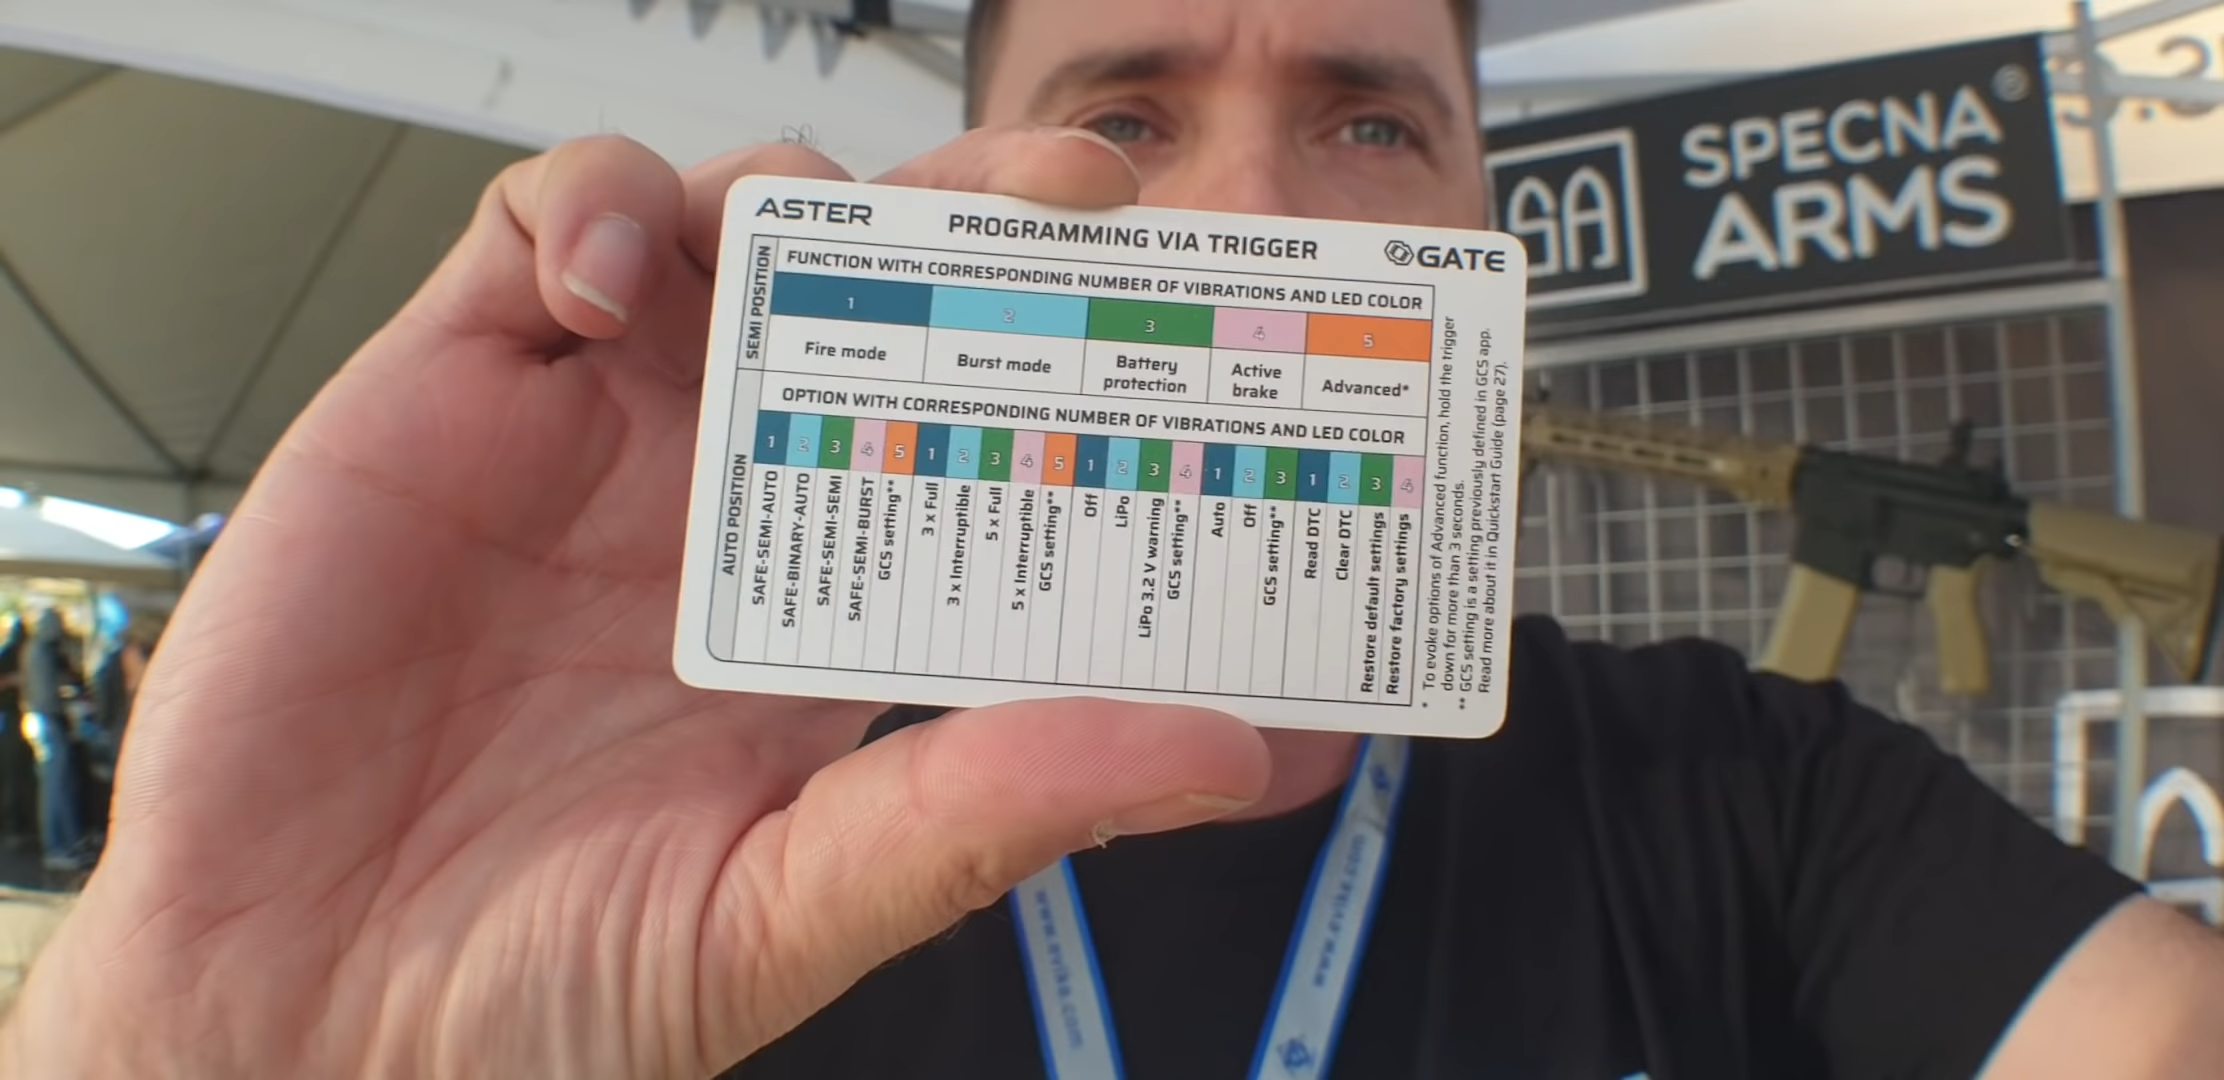 ASTER
PROGRAMMING VIA TRIGGER
GATE
SEMI POSITION
FUNCTION WITH CORRESPONDING NUMBER OF VIBRATIONS AND LED COLOR
1 2 3 4 5
Fire mode
Burst mode
Battery
protection
Active
brake
Advanced*
AUTO POSITION
OPTION WITH CORRESPONDING NUMBER OF VIBRATIONS AND LED COLOR
1 2 3 4 5 1 2 3 4 5 1 2 3 4 1 2 3 1 2 3 4
SAFE-SEMI-AUTO
SAFE-BINARY-AUTO
SAFE-SEMI-SEMI
SAFE-SEMI-BURST
GCS setting**
3 x Full
3 x Interruptible
5 x Full
5 x Interruptible
GCS setting**
Off
LiPo
LiPo 3.2 V warning
GCS setting**
Auto
Off
GCS setting**
Read DTC
Clear DTC
Restore default settings
Restore factory settings
* To evoke options of Advanced function, hold the trigger
down for more than 3 seconds.
** GCS setting is a setting previously defined in GCS app.
Read more about it in Quickstart Guide (page 27).
SA
SPECNA
ARMS
®